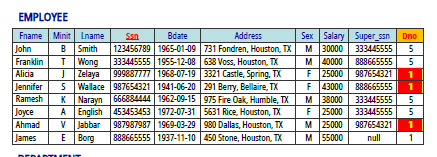 EMPLOYEE
Fname Minit Lname Ssn Bdate Address Sex Salary Super_ssn Dno
John B Smith 123456789 1965-01-09 731 Fondren, Houston, TX M 30000 333445555 5
Franklin T Wong 333445555 1955-12-08 638 Voss, Houston, TX M 40000 888665555 5
Alicia J Zelaya 999887777 1968-07-19 3321 Castle, Spring, TX F 25000 987654321 1
Jennifer S Wallace 987654321 1941-06-20 291 Berry, Bellaire, TX F 43000 888665555 1
Ramesh K Narayn 666884444 1962-09-15 975 Fire Oak, Humble, TX M 38000 333445555 5
Joyce A English 453453453 1972-07-31 5631 Rice, Houston, TX F 25000 333445555 5
Ahmad V Jabbar 987987987 1969-03-29 980 Dallas, Houston, TX M 25000 987654321 1
James E Borg 888665555 1937-11-10 450 Stone, Houston, TX M 55000 null 1